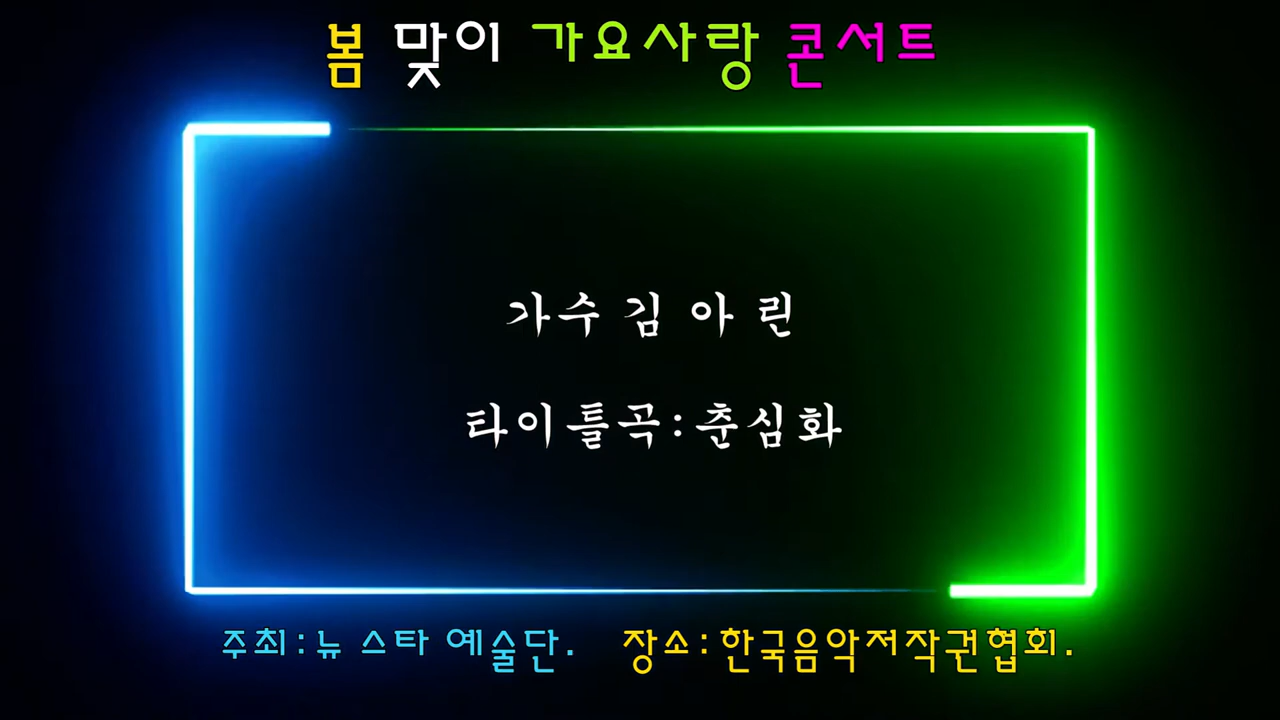 봄 맞이 가요사랑 콘서트
가수 김 아 린
타이틀곡:춘심화
주최:뉴 스타 예술단. 장소:한국음악저작권협회.